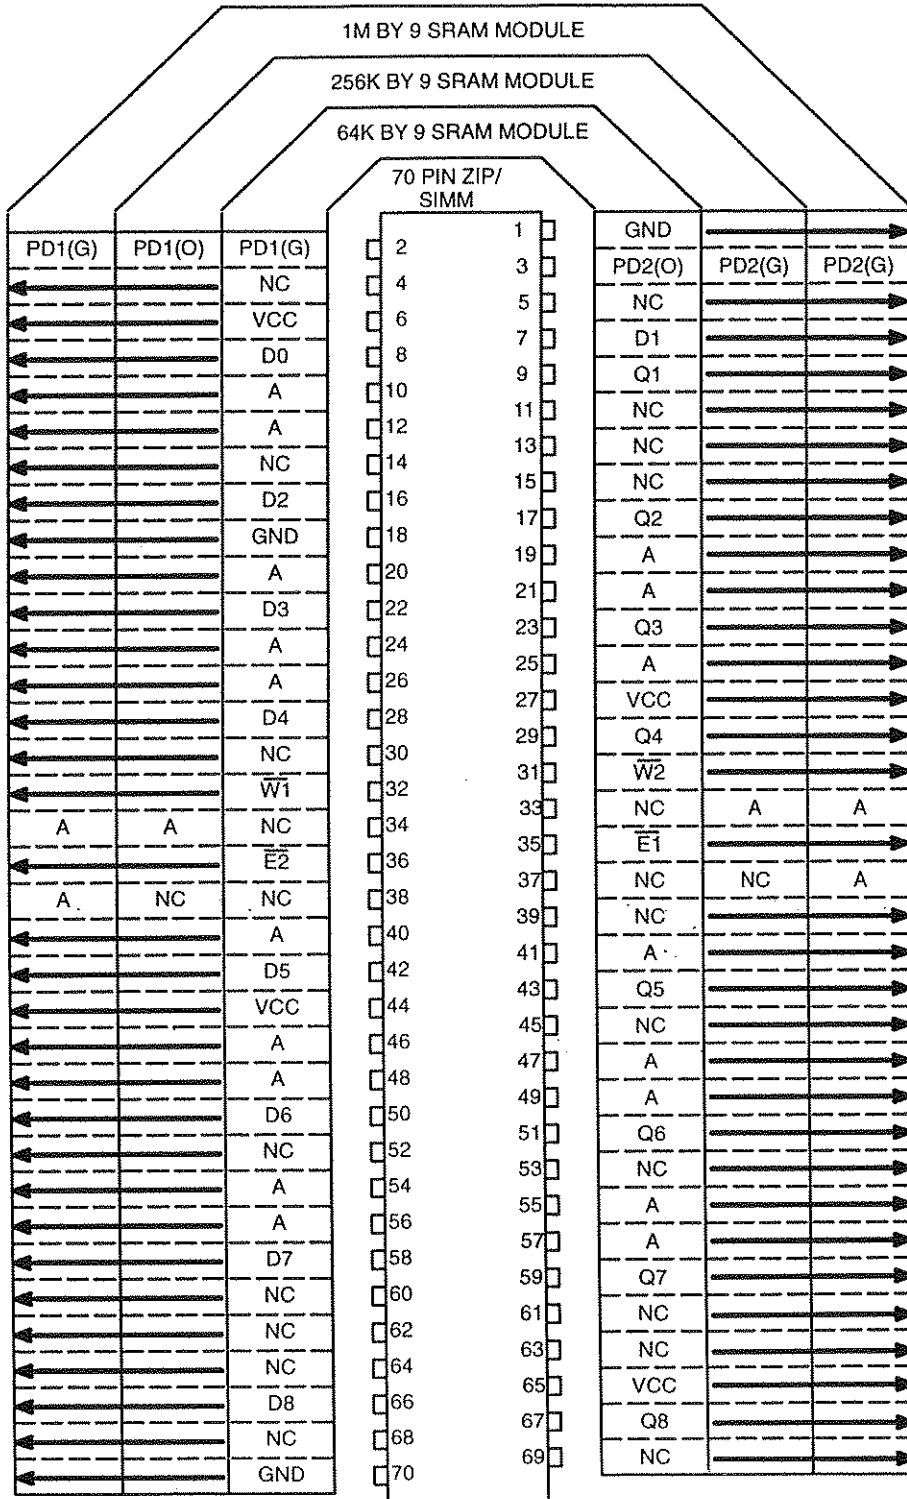 1M BY 9 SRAM MODULE
256K BY 9 SRAM MODULE
64K BY 9 SRAM MODULE
70 PIN ZIP/
SIMM
1 GND
PD1(G) PD1(O) PD1(G) 2
3 PD2(O) PD2(G) PD2(G)
NC 4
5 NC
VCC 6
7 D1
D0 8
9 Q1
A 10
11 NC
A 12
13 NC
NC 14
15 NC
D2 16
17 Q2
GND 18
19 A
A 20
21 A
D3 22
23 Q3
A 24
25 A
A 26
27 VCC
D4 28
29 Q4
NC 30
31 W̅2̅
W̅1̅ 32
33 NC A A
A A NC 34
35 E̅1̅
E̅2̅ 36
37 NC NC A
A NC NC 38
39 NC
A 40
41 A
D5 42
43 Q5
VCC 44
45 NC
A 46
47 A
A 48
49 A
D6 50
51 Q6
NC 52
53 NC
A 54
55 A
A 56
57 A
D7 58
59 Q7
NC 60
61 NC
NC 62
63 NC
NC 64
65 VCC
D8 66
67 Q8
NC 68
69 NC
GND 70